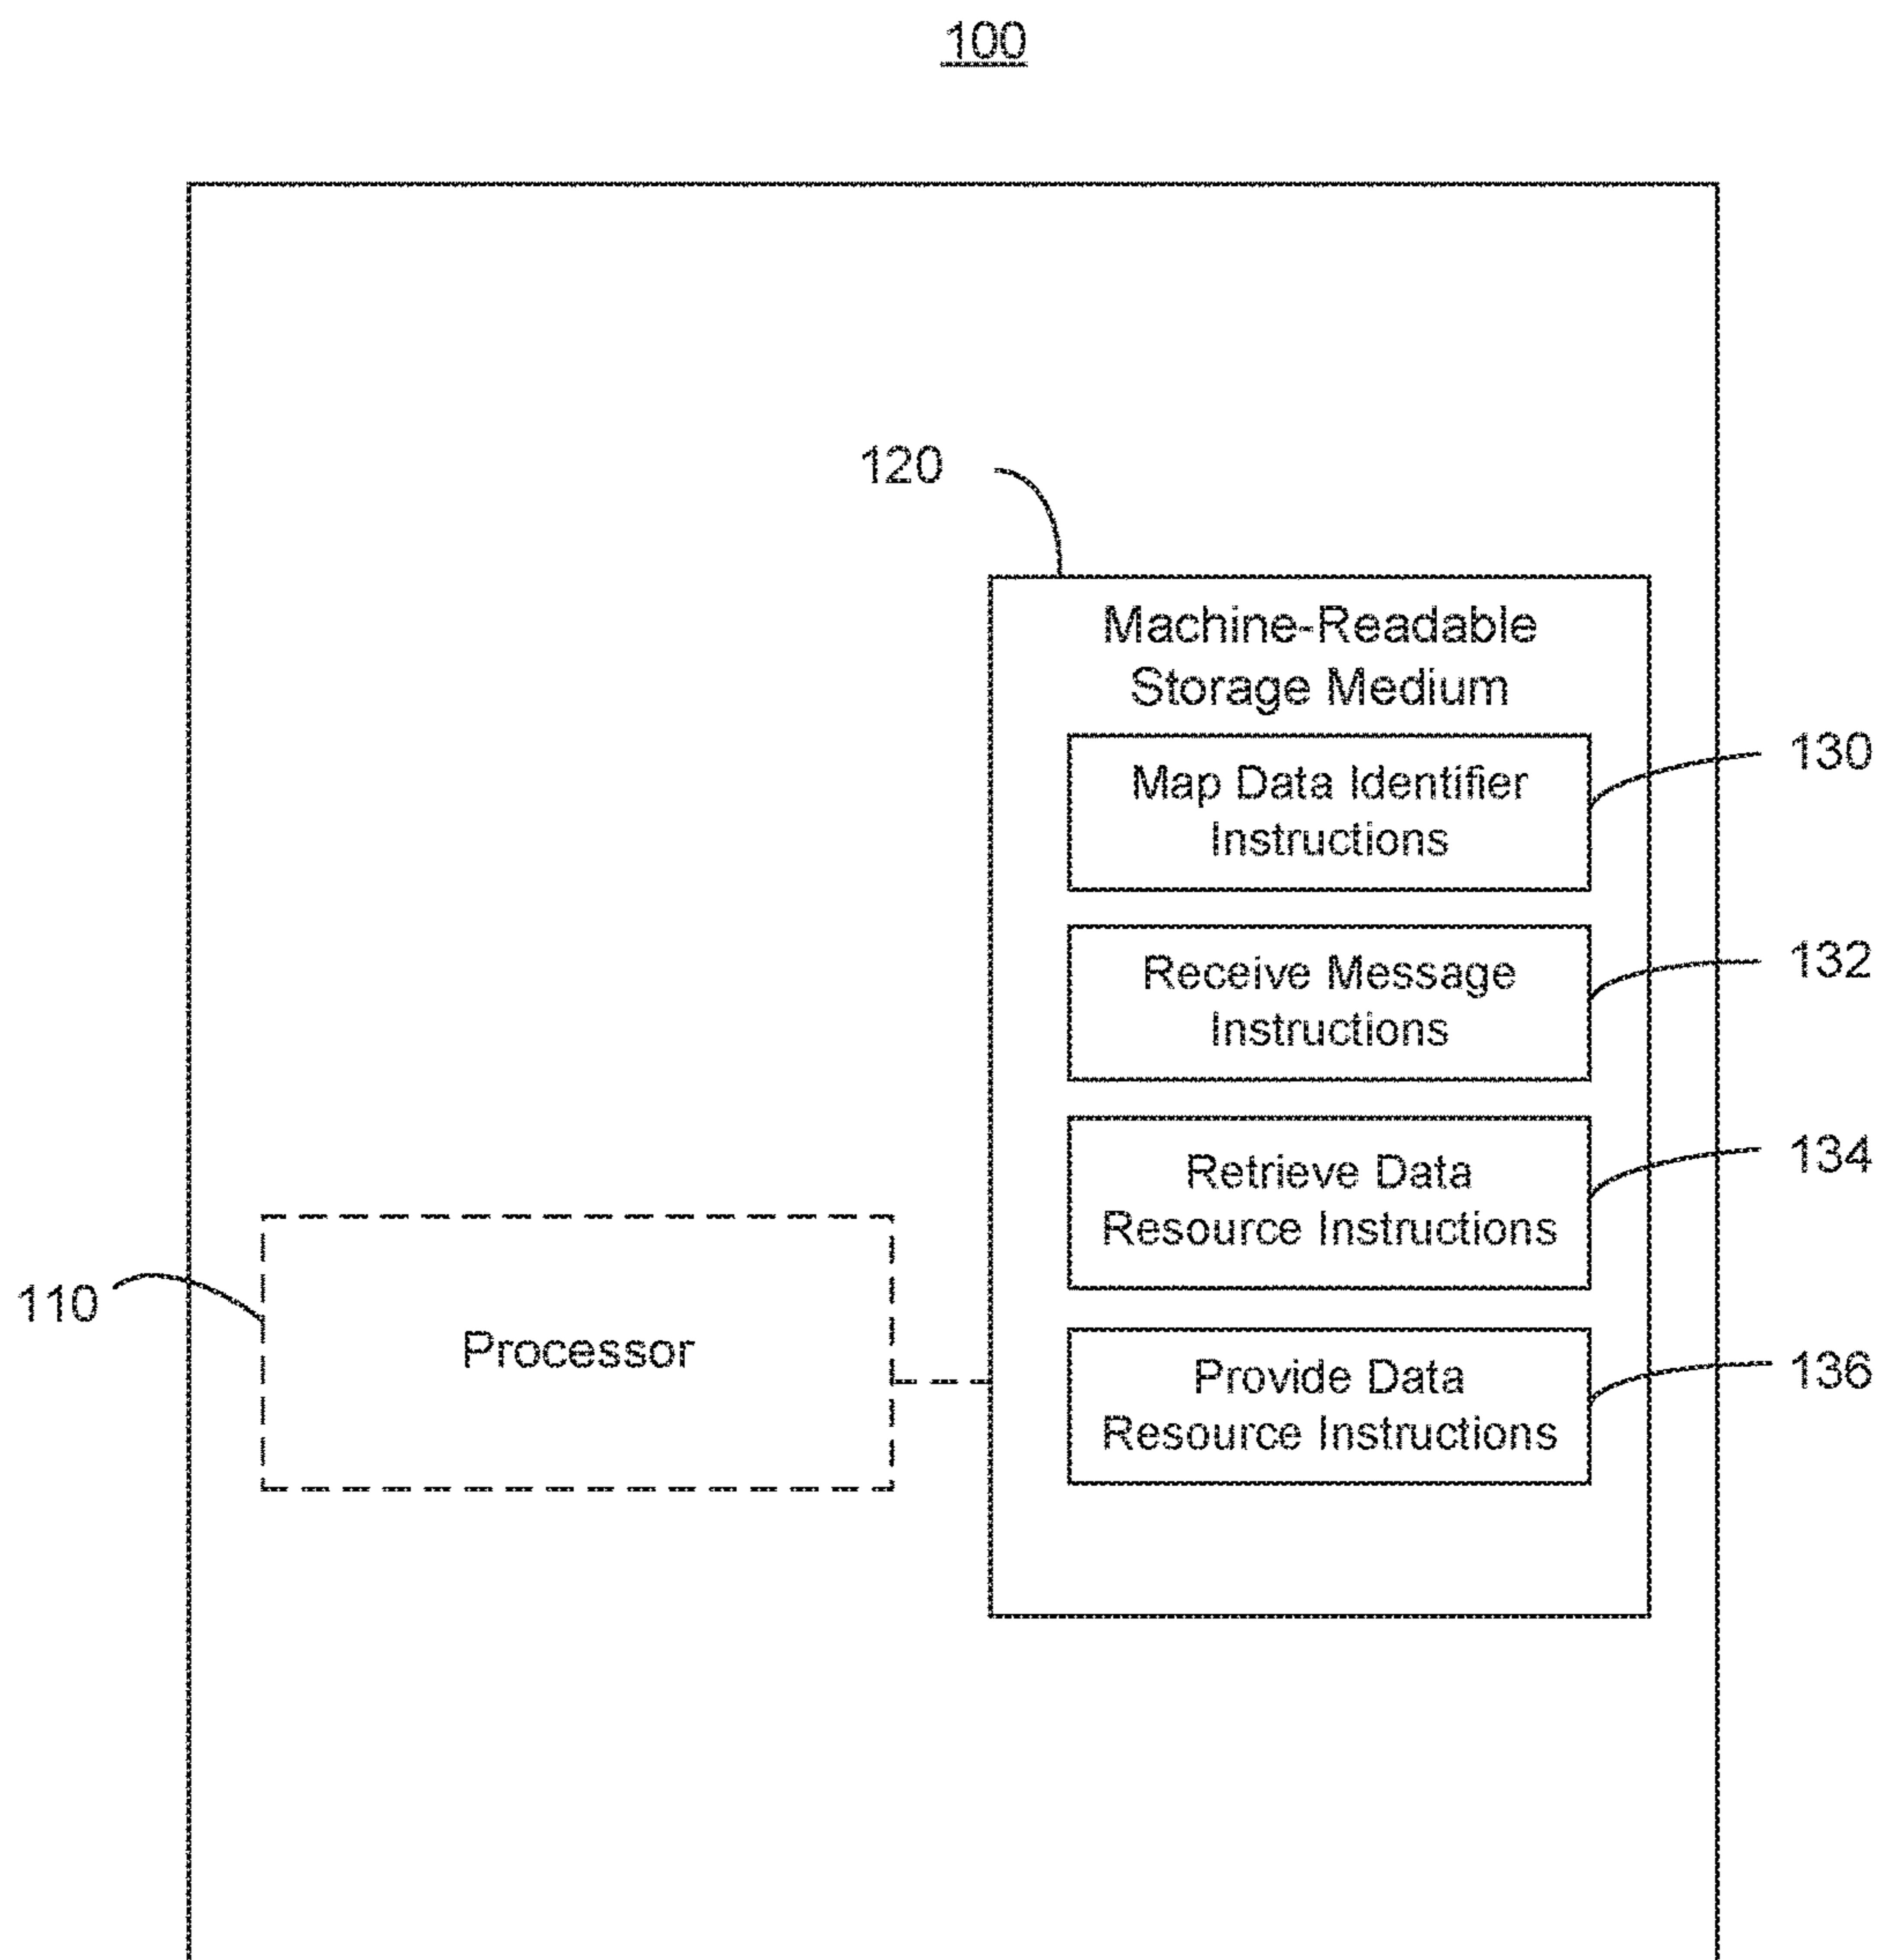 100
120
Machine-Readable
Storage Medium
130
Map Data Identifier
Instructions
132
Receive Message
Instructions
134
Retrieve Data
Resource Instructions
110
Processor
136
Provide Data
Resource Instructions